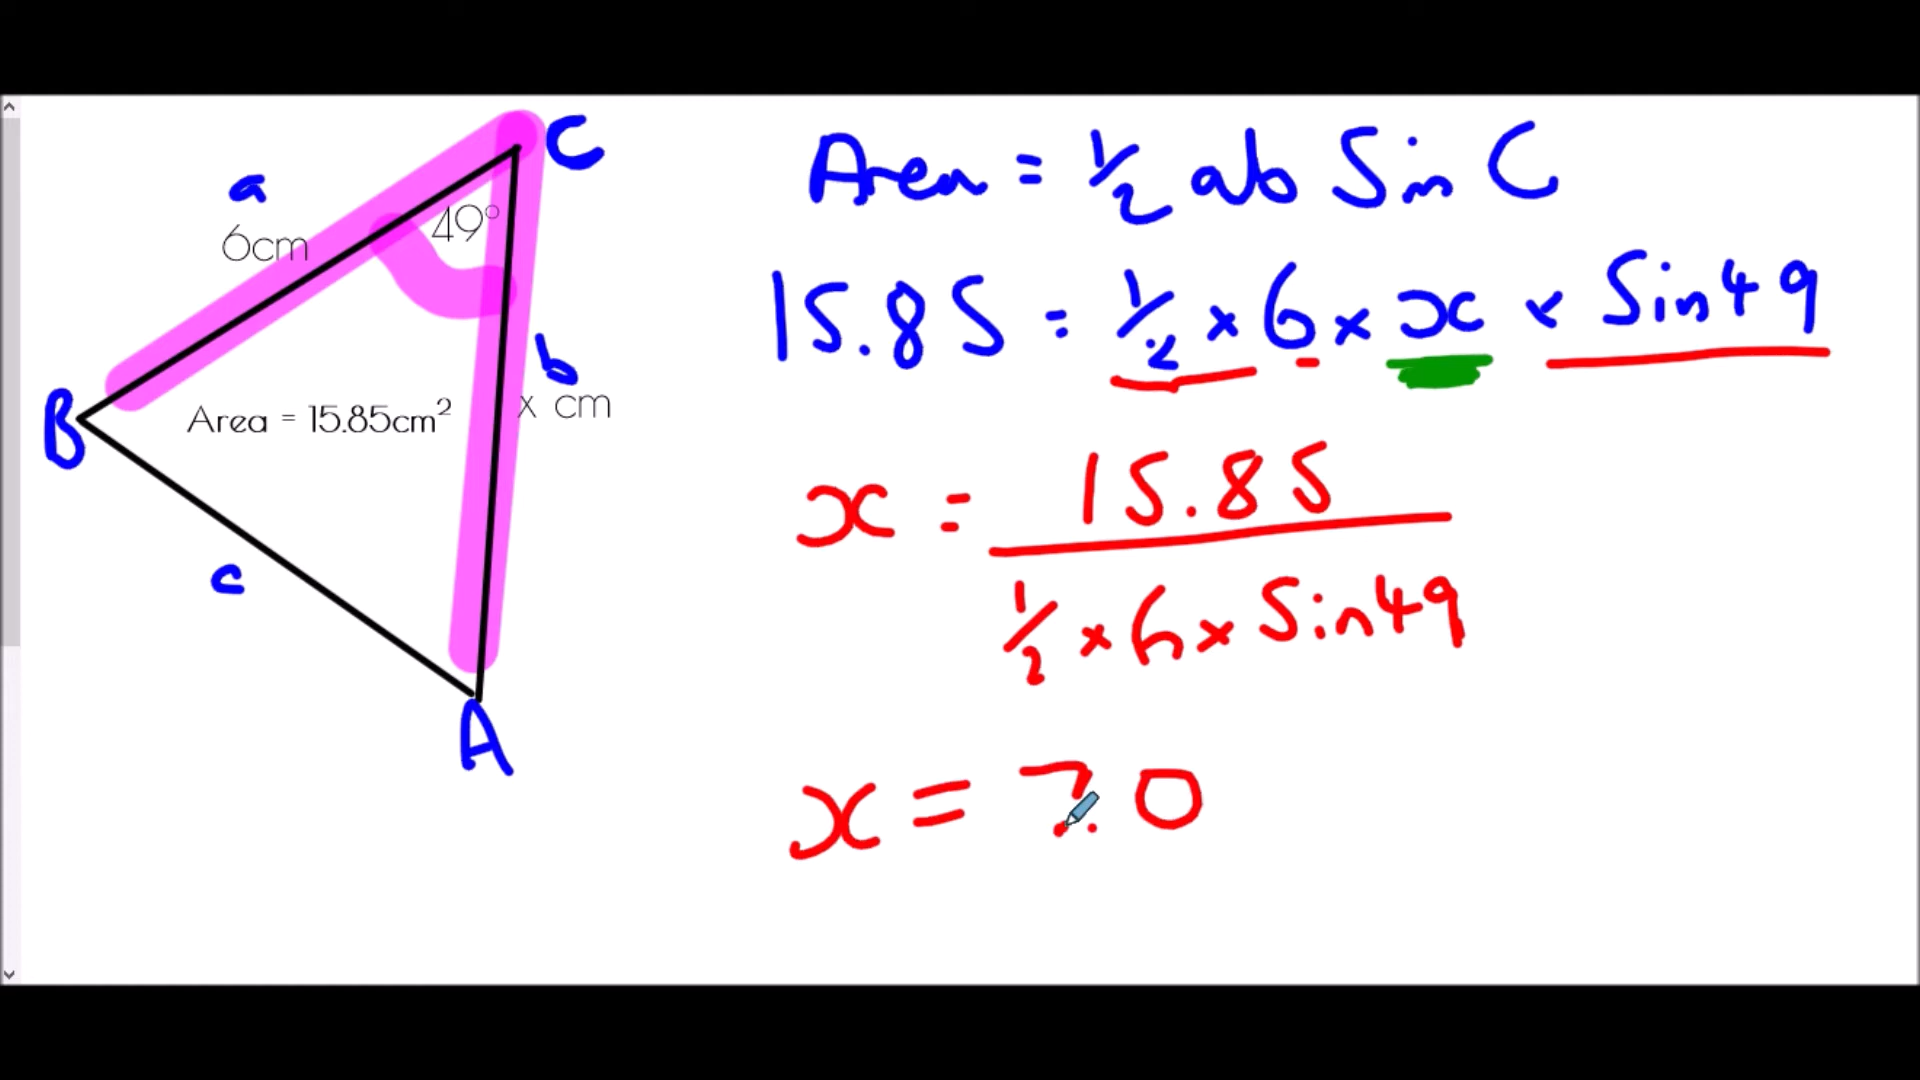 C
a
6cm
49°
b
x cm
B
Area = 15.85cm²
c
A
Area = ½ ab Sin C
15.85 = ½ × 6 × x × Sin49
x = 15.85
½ × 6 × Sin49
x = 7.0